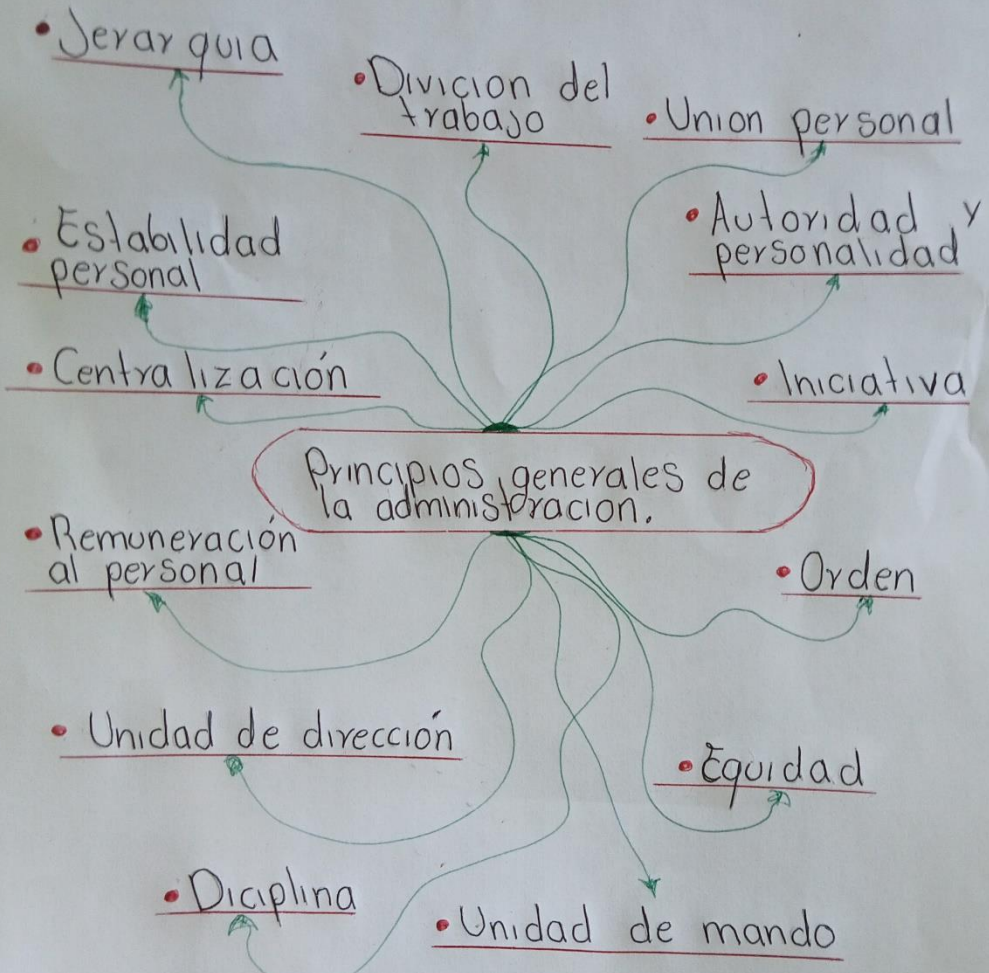 • Jerarquia
• Divicion del
trabajo
• Union personal
• Autoridad y
personalidad
• Estabilidad
personal
• Centralización
• Iniciativa
Principios generales de
la administoracion.
• Remuneración
al personal
• Orden
• Unidad de dirección
• Equidad
• Diciplina
• Unidad de mando